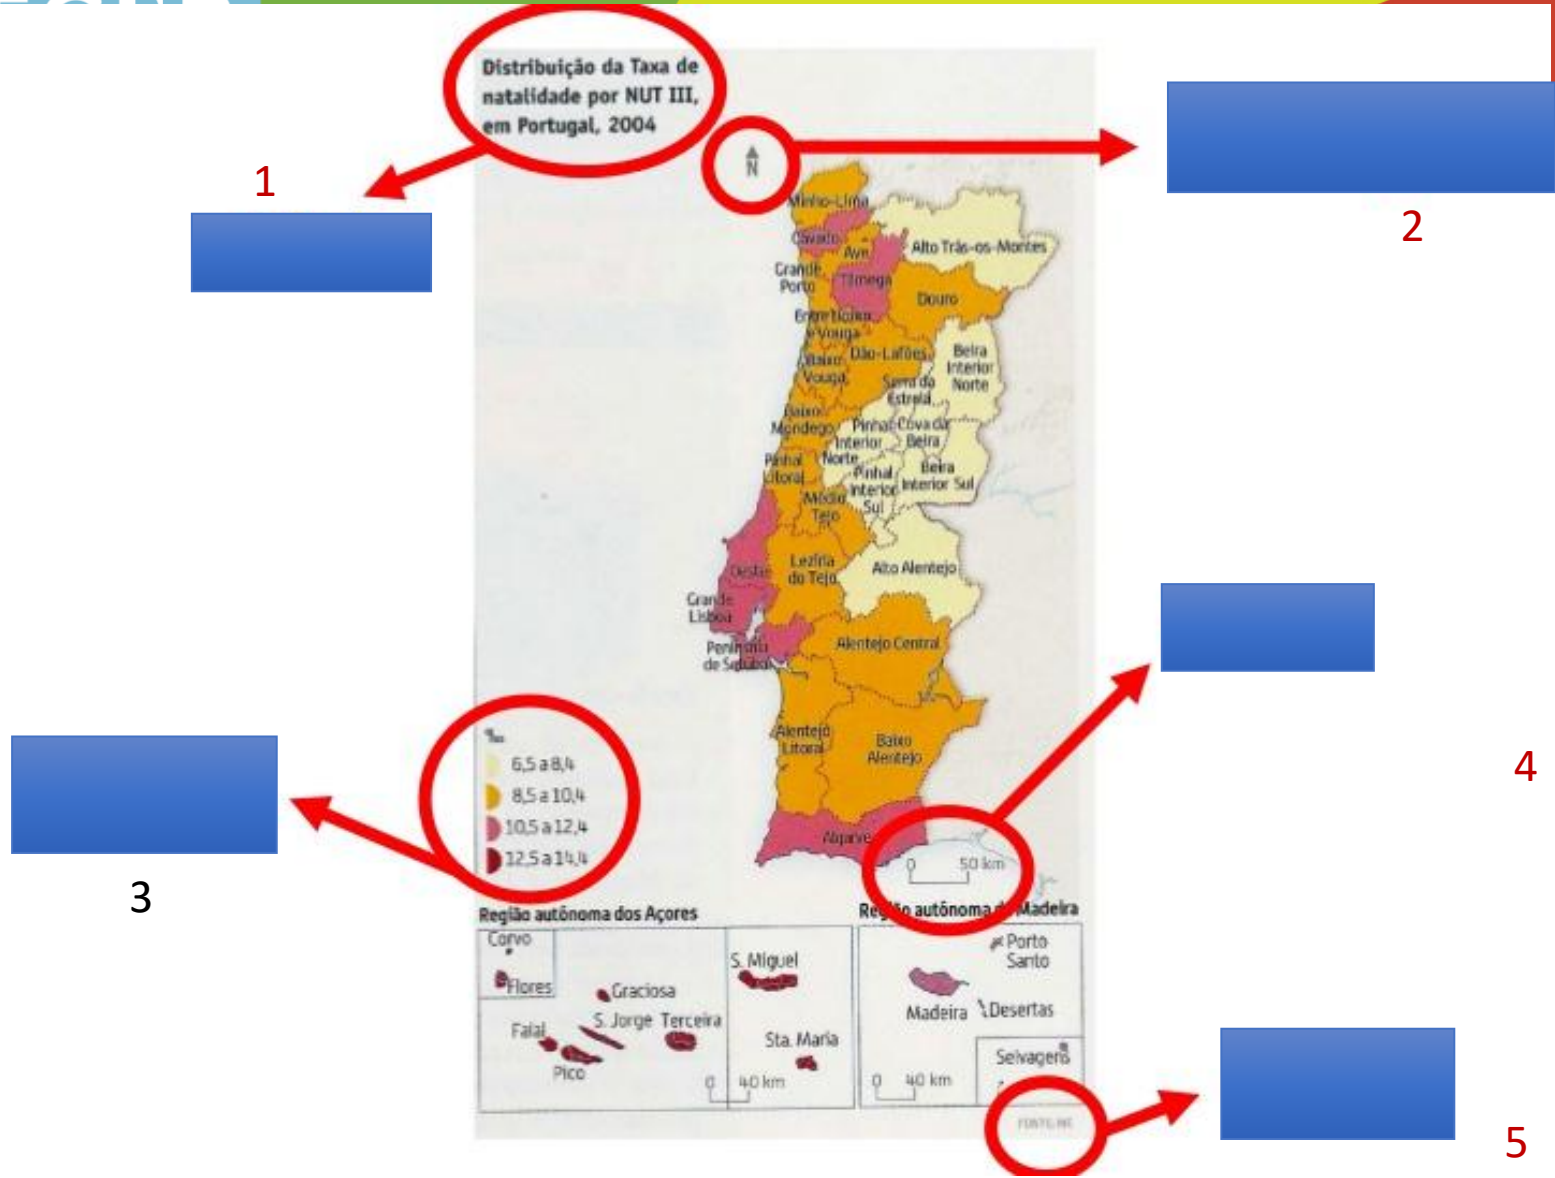 Distribuição da Taxa de
natalidade por NUT III,
em Portugal, 2004
N
1
2
Minho-Lima
Cávado
Ave
Alto Trás-os-Montes
Grande
Porto
Tâmega
Douro
Entre Douro
e Vouga
Dão-Lafões
Baixo
Vouga
Beira
Interior
Norte
Serra da
Estrela
Baixo
Mondego
Pinhal
Interior
Norte
Cova da
Beira
Pinhal
Litoral
Pinhal
Interior
Sul
Beira
Interior Sul
Médio
Tejo
Oeste
Lezíria
do Tejo
Alto Alentejo
Grande
Lisboa
Península
de Setúbal
Alentejo Central
Alentejo
Litoral
Baixo
Alentejo
Algarve
0 50 km
4
‰
6,5 a 8,4
8,5 a 10,4
10,5 a 12,4
12,5 a 14,4
3
Região autônoma dos Açores
Corvo
Flores
Graciosa
Faial
S. Jorge
Terceira
Pico
S. Miguel
Sta. Maria
0 40 km
Região autônoma da Madeira
Porto
Santo
Madeira
Desertas
Selvagens
0 40 km
5